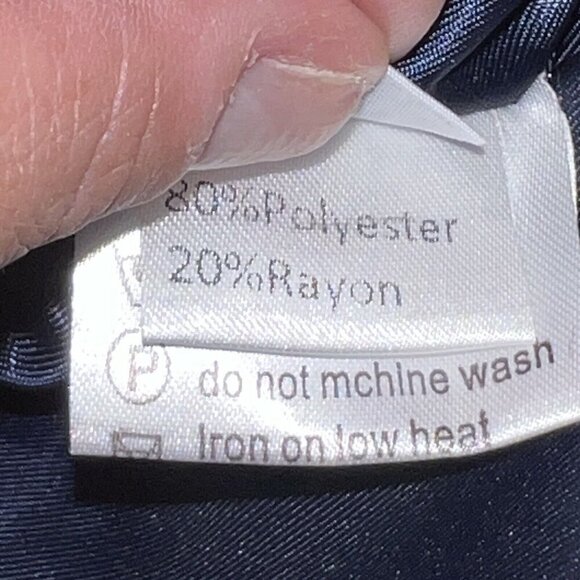 80%Polyester
20%Rayon
P do not mchine wash
Iron on low heat